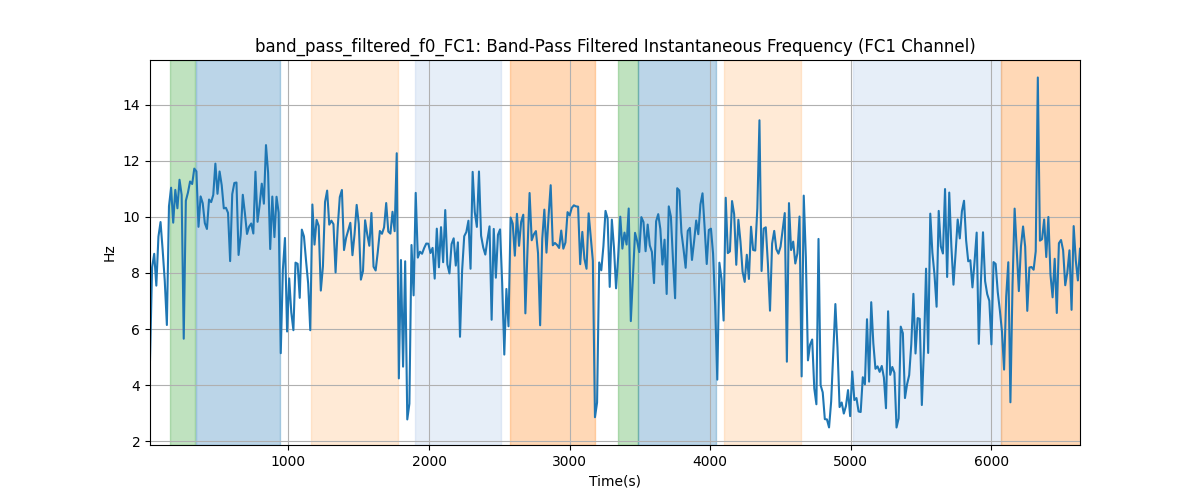 band_pass_filtered_f0_FC1: Band-Pass Filtered Instantaneous Frequency (FC1 Channel)
14
12
10
8
6
4
2
Hz
1000 2000 3000 4000 5000 6000
Time(s)